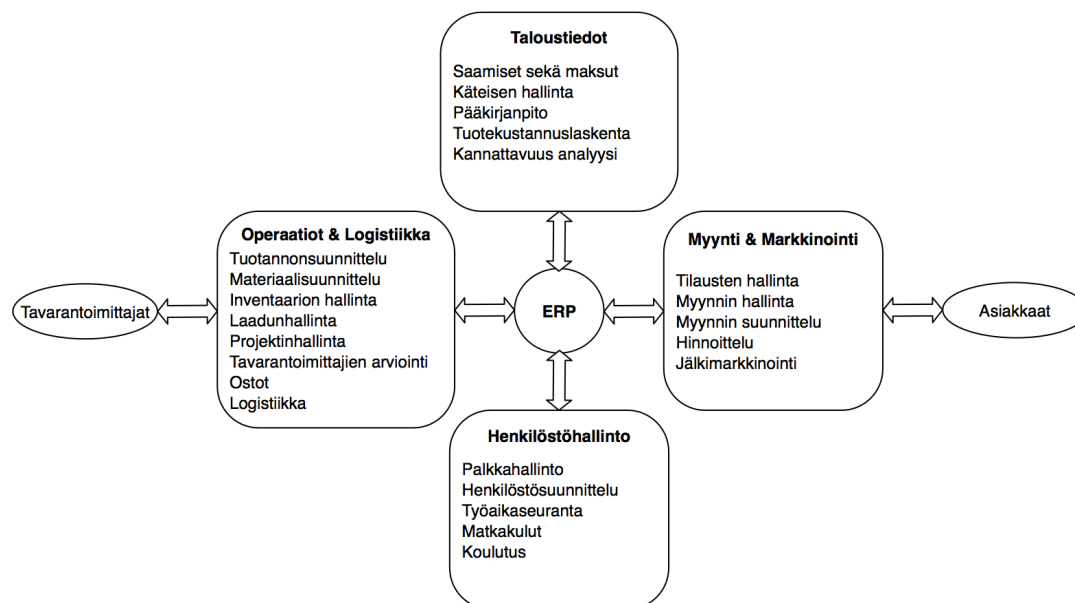 Taloustiedot
Saamiset sekä maksut
Käteisen hallinta
Pääkirjanpito
Tuotekustannuslaskenta
Kannattavuus analyysi
Tavarantoimittajat
Operaatiot & Logistiikka
Tuotannonsuunnittelu
Materiaalisuunnittelu
Inventaarion hallinta
Laadunhallinta
Projektinhallinta
Tavarantoimittajien arviointi
Ostot
Logistiikka
ERP
Myynti & Markkinointi
Tilausten hallinta
Myynnin hallinta
Myynnin suunnittelu
Hinnoittelu
Jälkimarkkinointi
Asiakkaat
Henkilöstöhallinto
Palkkahallinto
Henkilöstösuunnittelu
Työaikaseuranta
Matkakulut
Koulutus